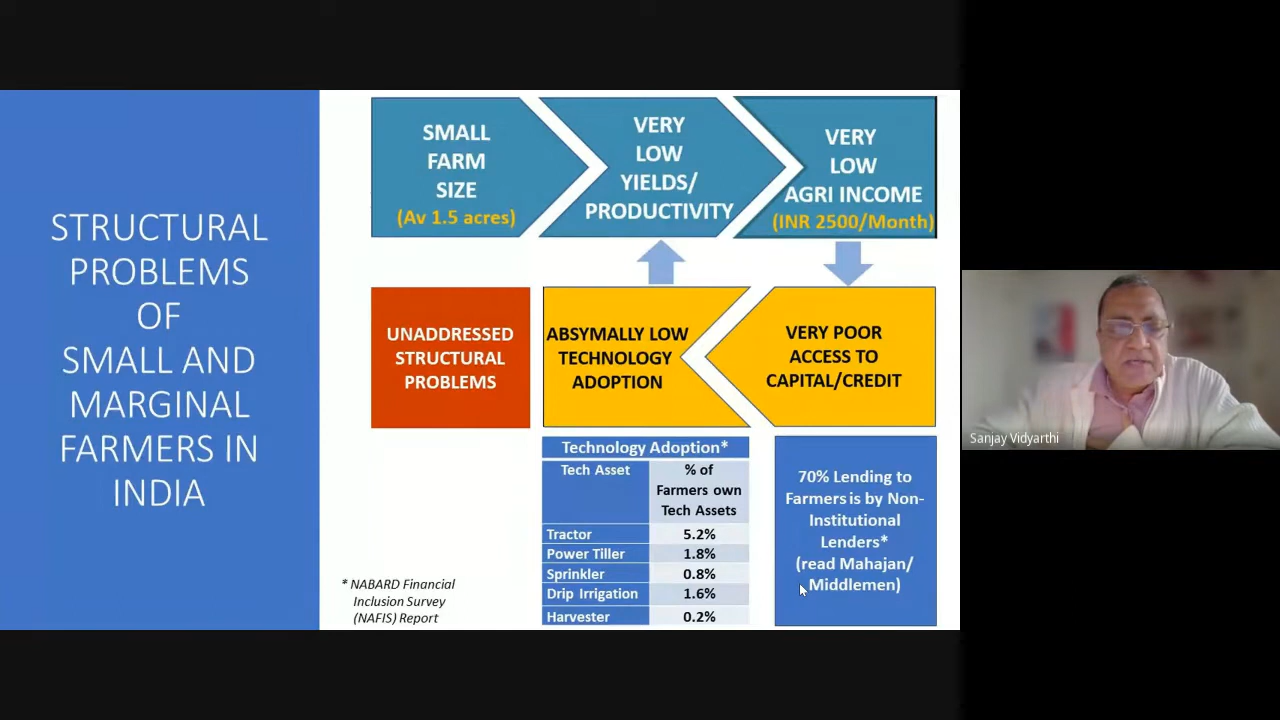 STRUCTURAL
PROBLEMS
OF
SMALL AND
MARGINAL
FARMERS IN
INDIA
SMALL
FARM
SIZE
(Av 1.5 acres)
VERY
LOW
YIELDS/
PRODUCTIVITY
VERY
LOW
AGRI INCOME
(INR 2500/Month)
UNADDRESSED
STRUCTURAL
PROBLEMS
ABSYMALLY LOW
TECHNOLOGY
ADOPTION
VERY POOR
ACCESS TO
CAPITAL/CREDIT
Technology Adoption*
Tech Asset
% of
Farmers own
Tech Assets
Tractor 5.2%
Power Tiller 1.8%
Sprinkler 0.8%
Drip Irrigation 1.6%
Harvester 0.2%
70% Lending to
Farmers is by Non-
Institutional
Lenders*
(read Mahajan/
Middlemen)
* NABARD Financial
Inclusion Survey
(NAFIS) Report
Sanjay Vidyarthi